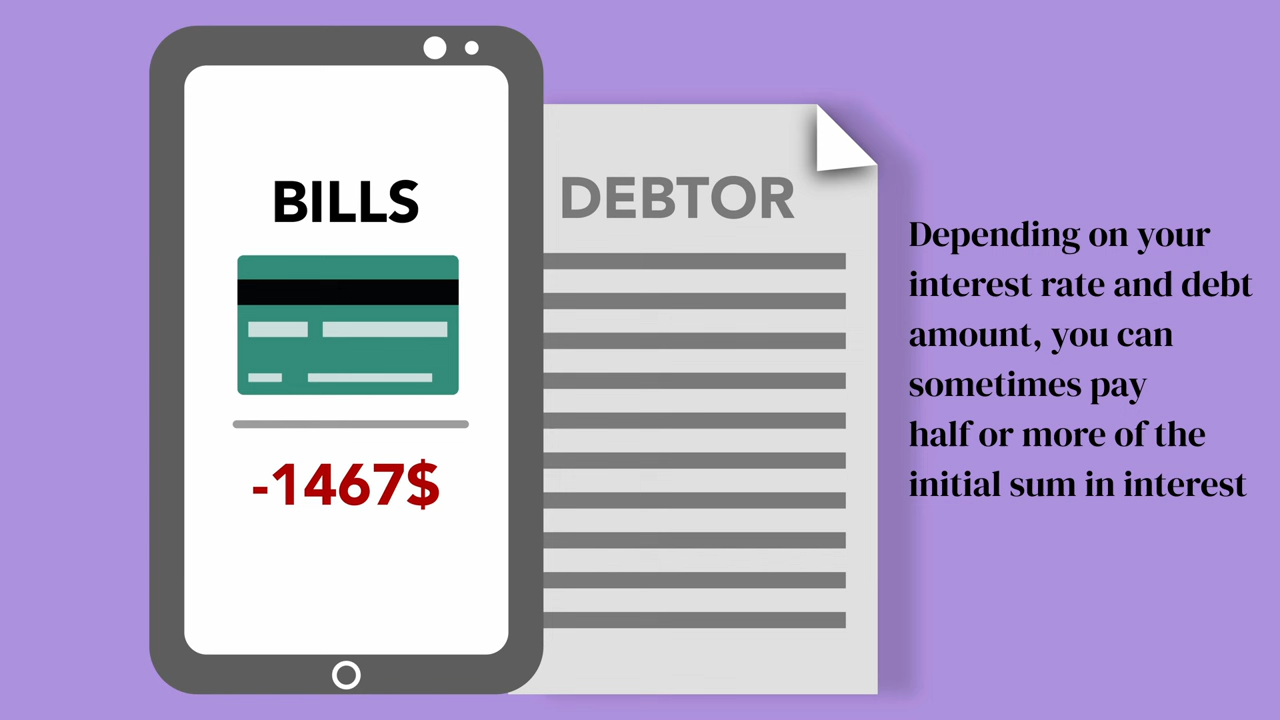 BILLS
-1467$
DEBTOR
Depending on your
interest rate and debt
amount, you can
sometimes pay
half or more of the
initial sum in interest